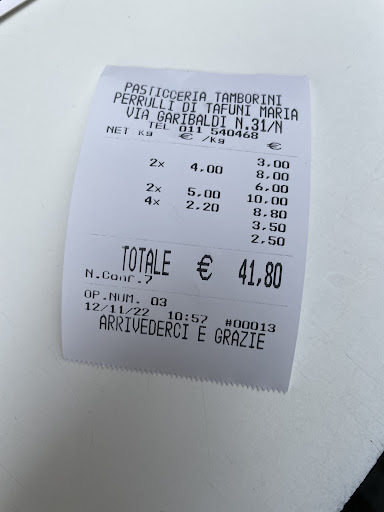 PASTICCERIA TAMBORINI
PERRULLI DI TAFUNI MARIA
VIA GARIBALDI N.31/N
TEL 011 540468
NET kg € /kg €
3,00
2x 4,00 8,00
6,00
2x 5,00 10,00
4x 2,20 8,80
3,50
2,50
TOTALE € 41,80
N.Conf.7
OP.NUM. 03
12/11/22 10:57 #00013
ARRIVEDERCI E GRAZIE